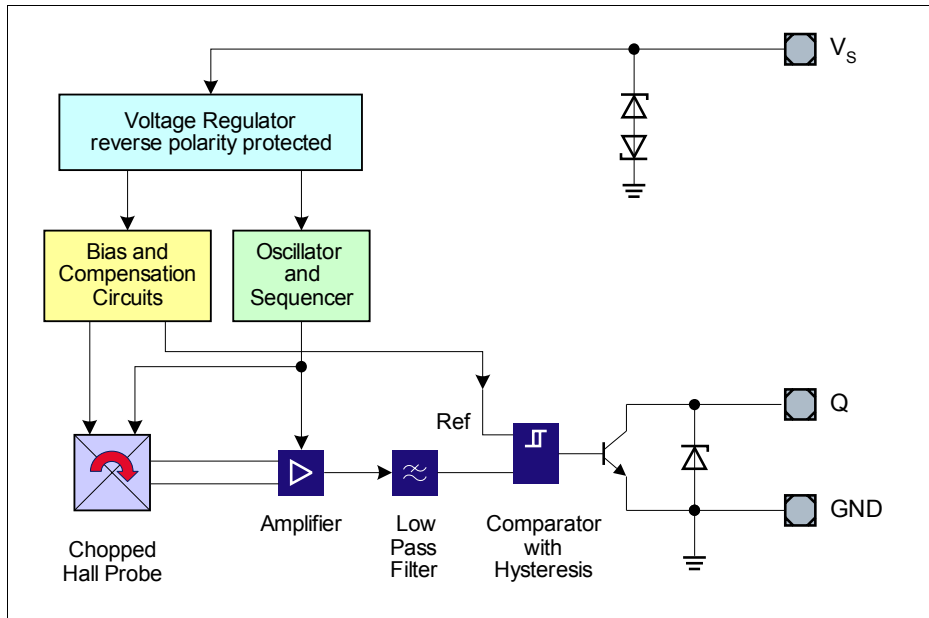 V_S
Voltage Regulator
reverse polarity protected
Bias and
Compensation
Circuits
Oscillator
and
Sequencer
Ref
Q
GND
Amplifier
Low
Pass
Filter
Comparator
with
Hysteresis
Chopped
Hall Probe